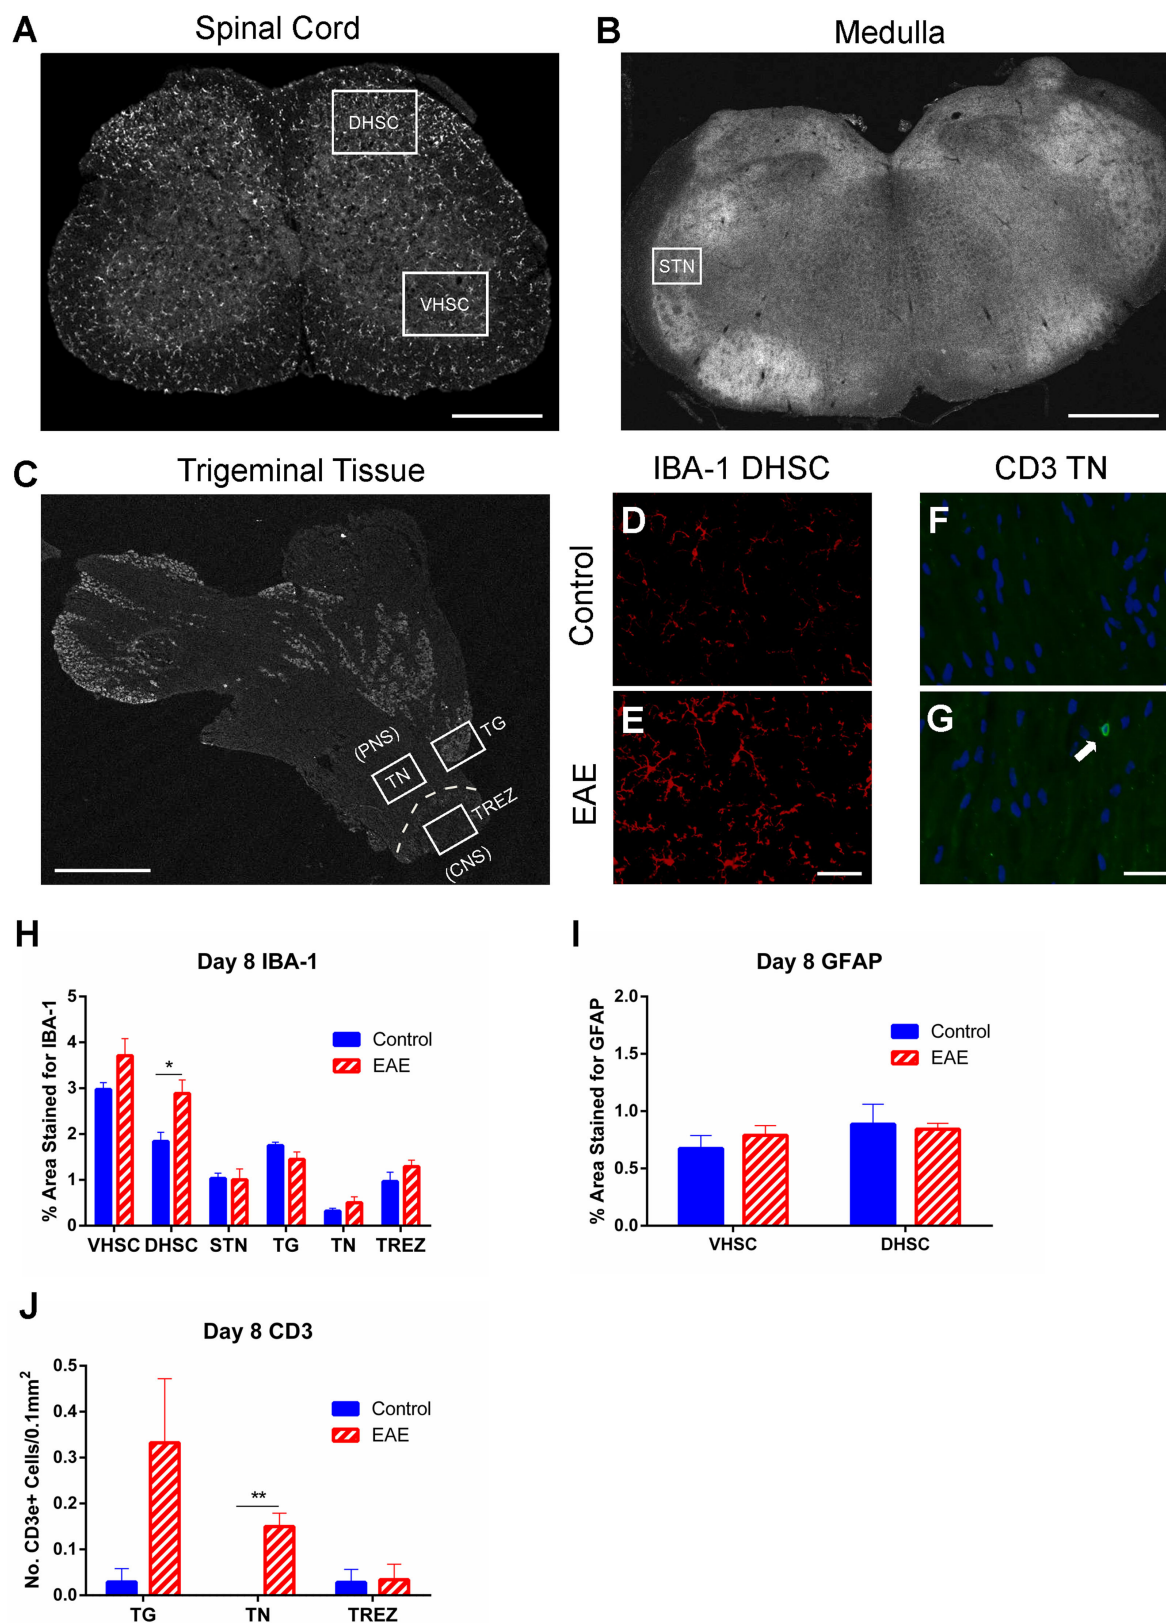 A
Spinal Cord
DHSC
VHSC
B
Medulla
STN
C
Trigeminal Tissue
(PNS)
TN
TG
TREZ
(CNS)
IBA-1 DHSC
CD3 TN
Control
EAE
D
E
F
G
H
Day 8 IBA-1
% Area Stained for IBA-1
5
4
3
2
1
0
Control
EAE
*
VHSC DHSC STN TG TN TREZ
I
Day 8 GFAP
% Area Stained for GFAP
2.0
1.5
1.0
0.5
0.0
Control
EAE
VHSC DHSC
J
Day 8 CD3
No. CD3e+ Cells/0.1mm²
0.5
0.4
0.3
0.2
0.1
0.0
Control
EAE
**
TG TN TREZ